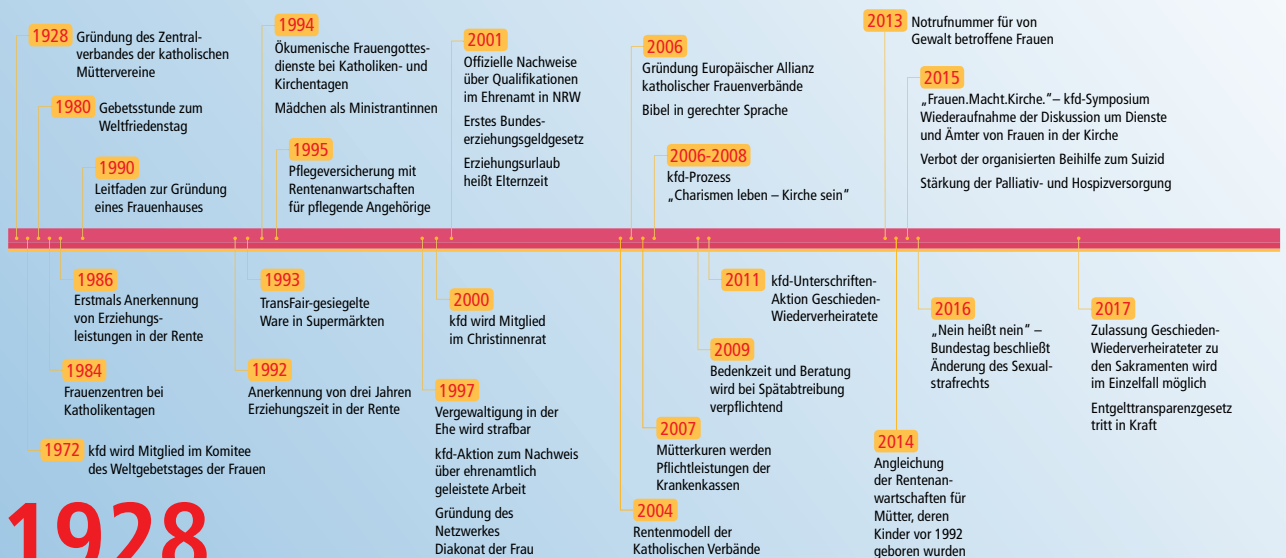 1928 Gründung des Zentral-
verbandes der katholischen
Müttervereine
1980 Gebetsstunde zum
Weltfriedenstag
1990
Leitfaden zur Gründung
eines Frauenhauses
1994
Ökumenische Frauengottes-
dienste bei Katholiken- und
Kirchentagen
Mädchen als Ministrantinnen
1995
Pflegeversicherung mit
Rentenanwartschaften
für pflegende Angehörige
2001
Offizielle Nachweise
über Qualifikationen
im Ehrenamt in NRW
Erstes Bundes-
erziehungsgeldgesetz
Erziehungsurlaub
heißt Elternzeit
2006
Gründung Europäischer Allianz
katholischer Frauenverbände
Bibel in gerechter Sprache
2006-2008
kfd-Prozess
„Charismen leben – Kirche sein“
2013 Notrufnummer für von
Gewalt betroffene Frauen
2015
„Frauen.Macht.Kirche.“– kfd-Symposium
Wiederaufnahme der Diskussion um Dienste
und Ämter von Frauen in der Kirche
Verbot der organisierten Beihilfe zum Suizid
Stärkung der Palliativ- und Hospizversorgung
1986
Erstmals Anerkennung
von Erziehungs-
leistungen in der Rente
1984
Frauenzentren bei
Katholikentagen
1972 kfd wird Mitglied im Komitee
des Weltgebetstages der Frauen
1928
1993
TransFair-gesiegelte
Ware in Supermärkten
1992
Anerkennung von drei Jahren
Erziehungszeit in der Rente
2000
kfd wird Mitglied
im Christinnenrat
1997
Vergewaltigung in der
Ehe wird strafbar
kfd-Aktion zum Nachweis
über ehrenamtlich
geleistete Arbeit
Gründung des
Netzwerkes
Diakonat der Frau
2011 kfd-Unterschriften-
Aktion Geschieden-
Wiederverheiratete
2009
Bedenkzeit und Beratung
wird bei Spätabtreibung
verpflichtend
2007
Mütterkuren werden
Pflichtleistungen der
Krankenkassen
2004
Rentenmodell der
Katholischen Verbände
2016
„Nein heißt nein“ –
Bundestag beschließt
Änderung des Sexual-
strafrechts
2014
Angleichung
der Rentenan-
wartschaften für
Mütter, deren
Kinder vor 1992
geboren wurden
2017
Zulassung Geschieden-
Wiederverheirateter zu
den Sakramenten wird
im Einzelfall möglich
Entgelttransparenzgesetz
tritt in Kraft